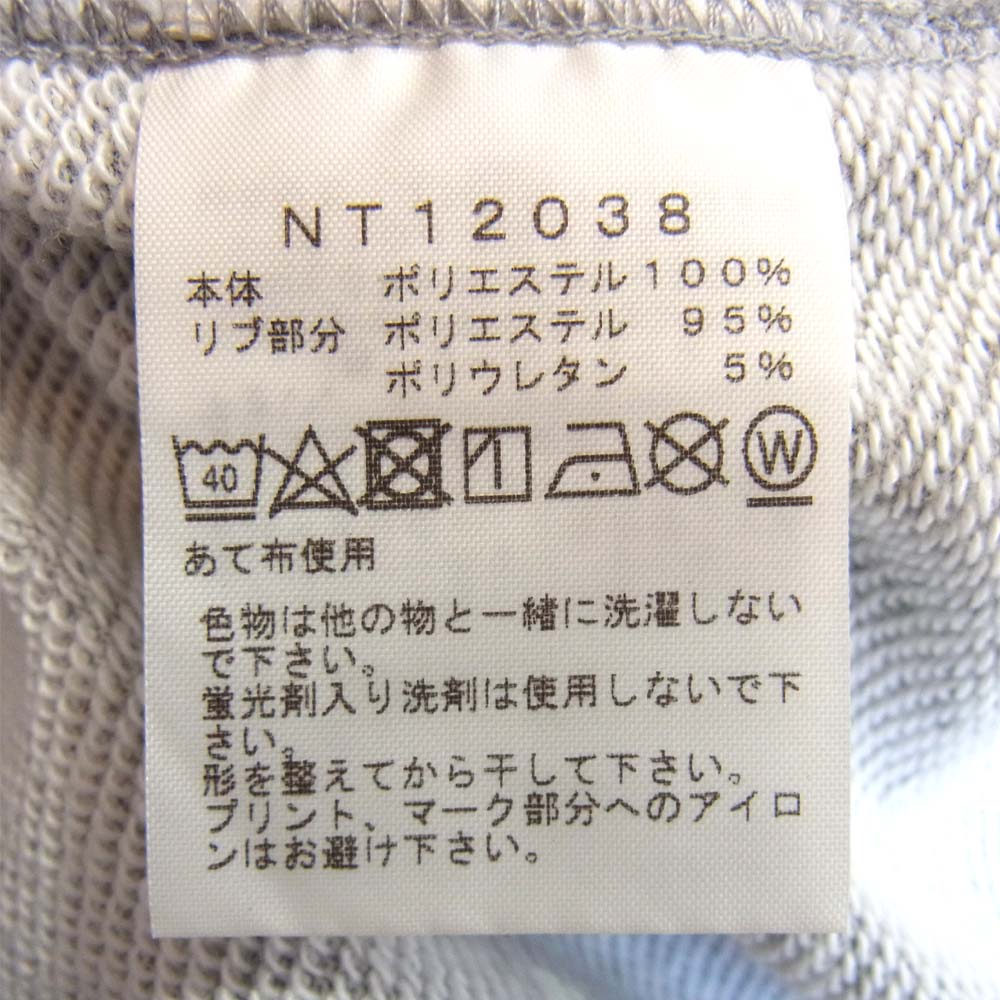 NT12038
本体 ポリエステル100%
リブ部分 ポリエステル 95%
ポリウレタン 5%
40 W
あて布使用
色物は他の物と一緒に洗濯しない
で下さい。
蛍光剤入り洗剤は使用しないで下
さい。
形を整えてから干して下さい。
プリント、マーク部分へのアイロ
ンはお避け下さい。